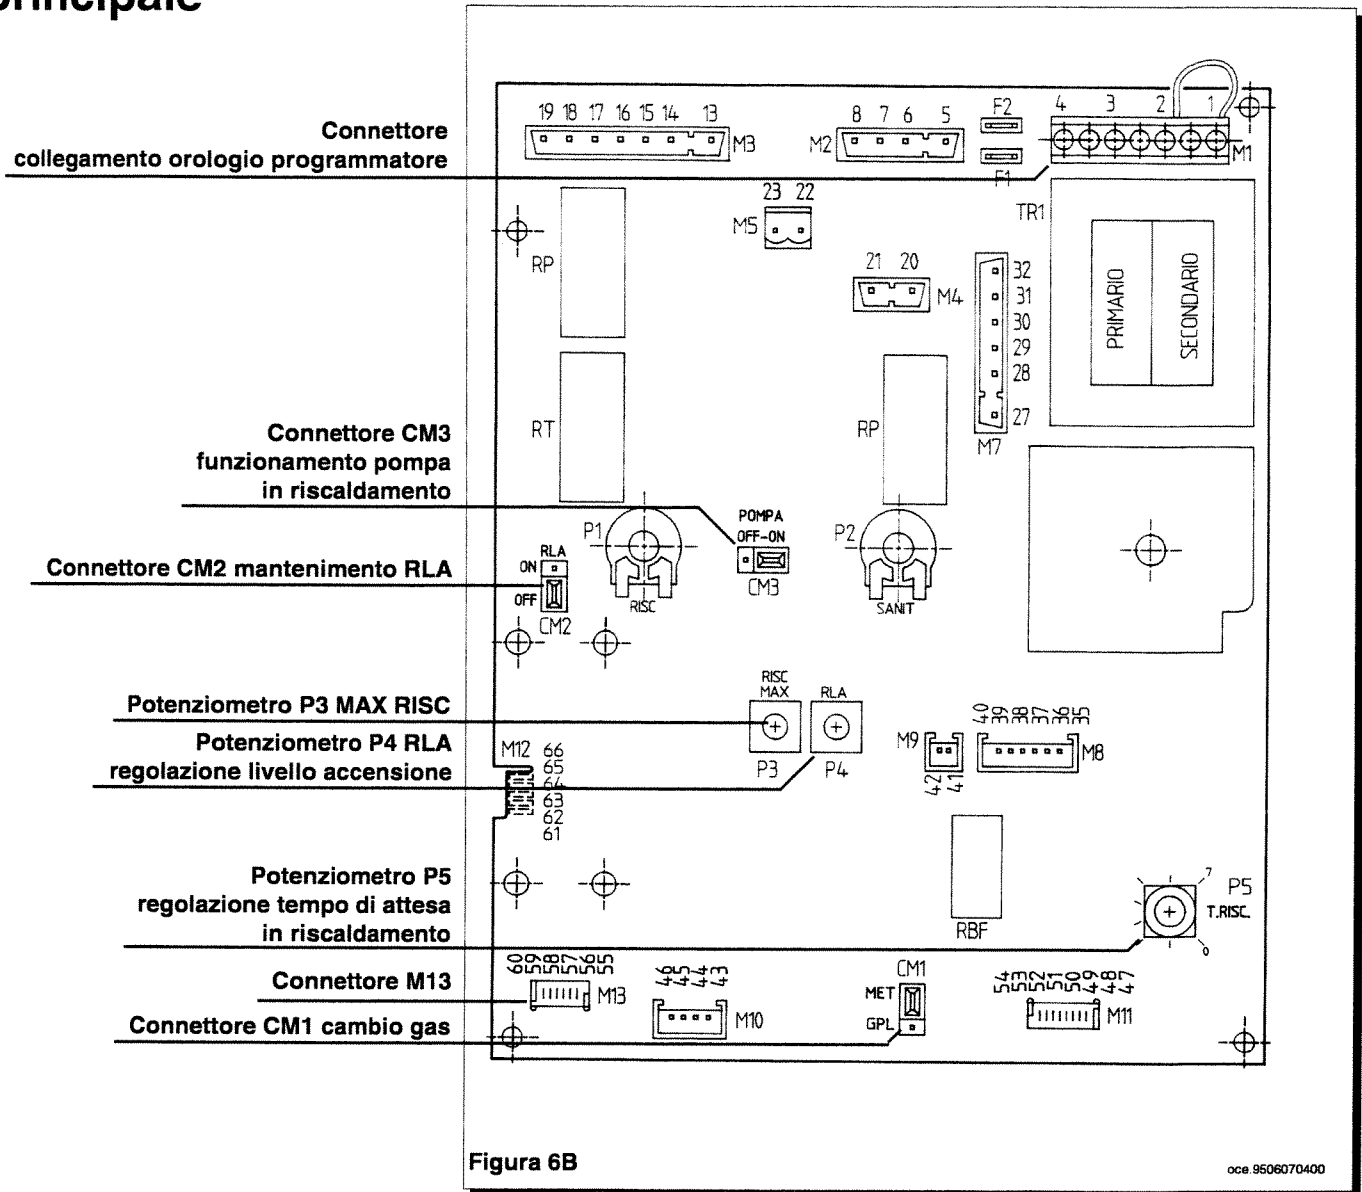 principale
Connettore
collegamento orologio programmatore
19 18 17 16 15 14 13
M3
8 7 6 5
M2
F2
F1
4 3 2 1
M1
23 22
M5
TR1
RP
21 20
M4
32
31
30
29
28
27
M7
PRIMARIO
SECONDARIO
RT
RP
Connettore CM3
funzionamento pompa
in riscaldamento
P1
RISC
POMPA
OFF-ON
CM3
P2
SANIT
Connettore CM2 mantenimento RLA
RLA
ON
OFF
CM2
Potenziometro P3 MAX RISC
RISC
MAX
RLA
P3
P4
Potenziometro P4 RLA
regolazione livello accensione
M12
66
65
64
63
62
61
M9
42 41
40 39 38 37 36 35
M8
Potenziometro P5
regolazione tempo di attesa
in riscaldamento
RBF
7
P5
T.RISC.
0
Connettore M13
60 59 58 57 56 55
M13
46 45 44 43
M10
CM1
MET
GPL
54 53 52 51 50 49 48 47
M11
Connettore CM1 cambio gas
Figura 6B
oce.9506070400